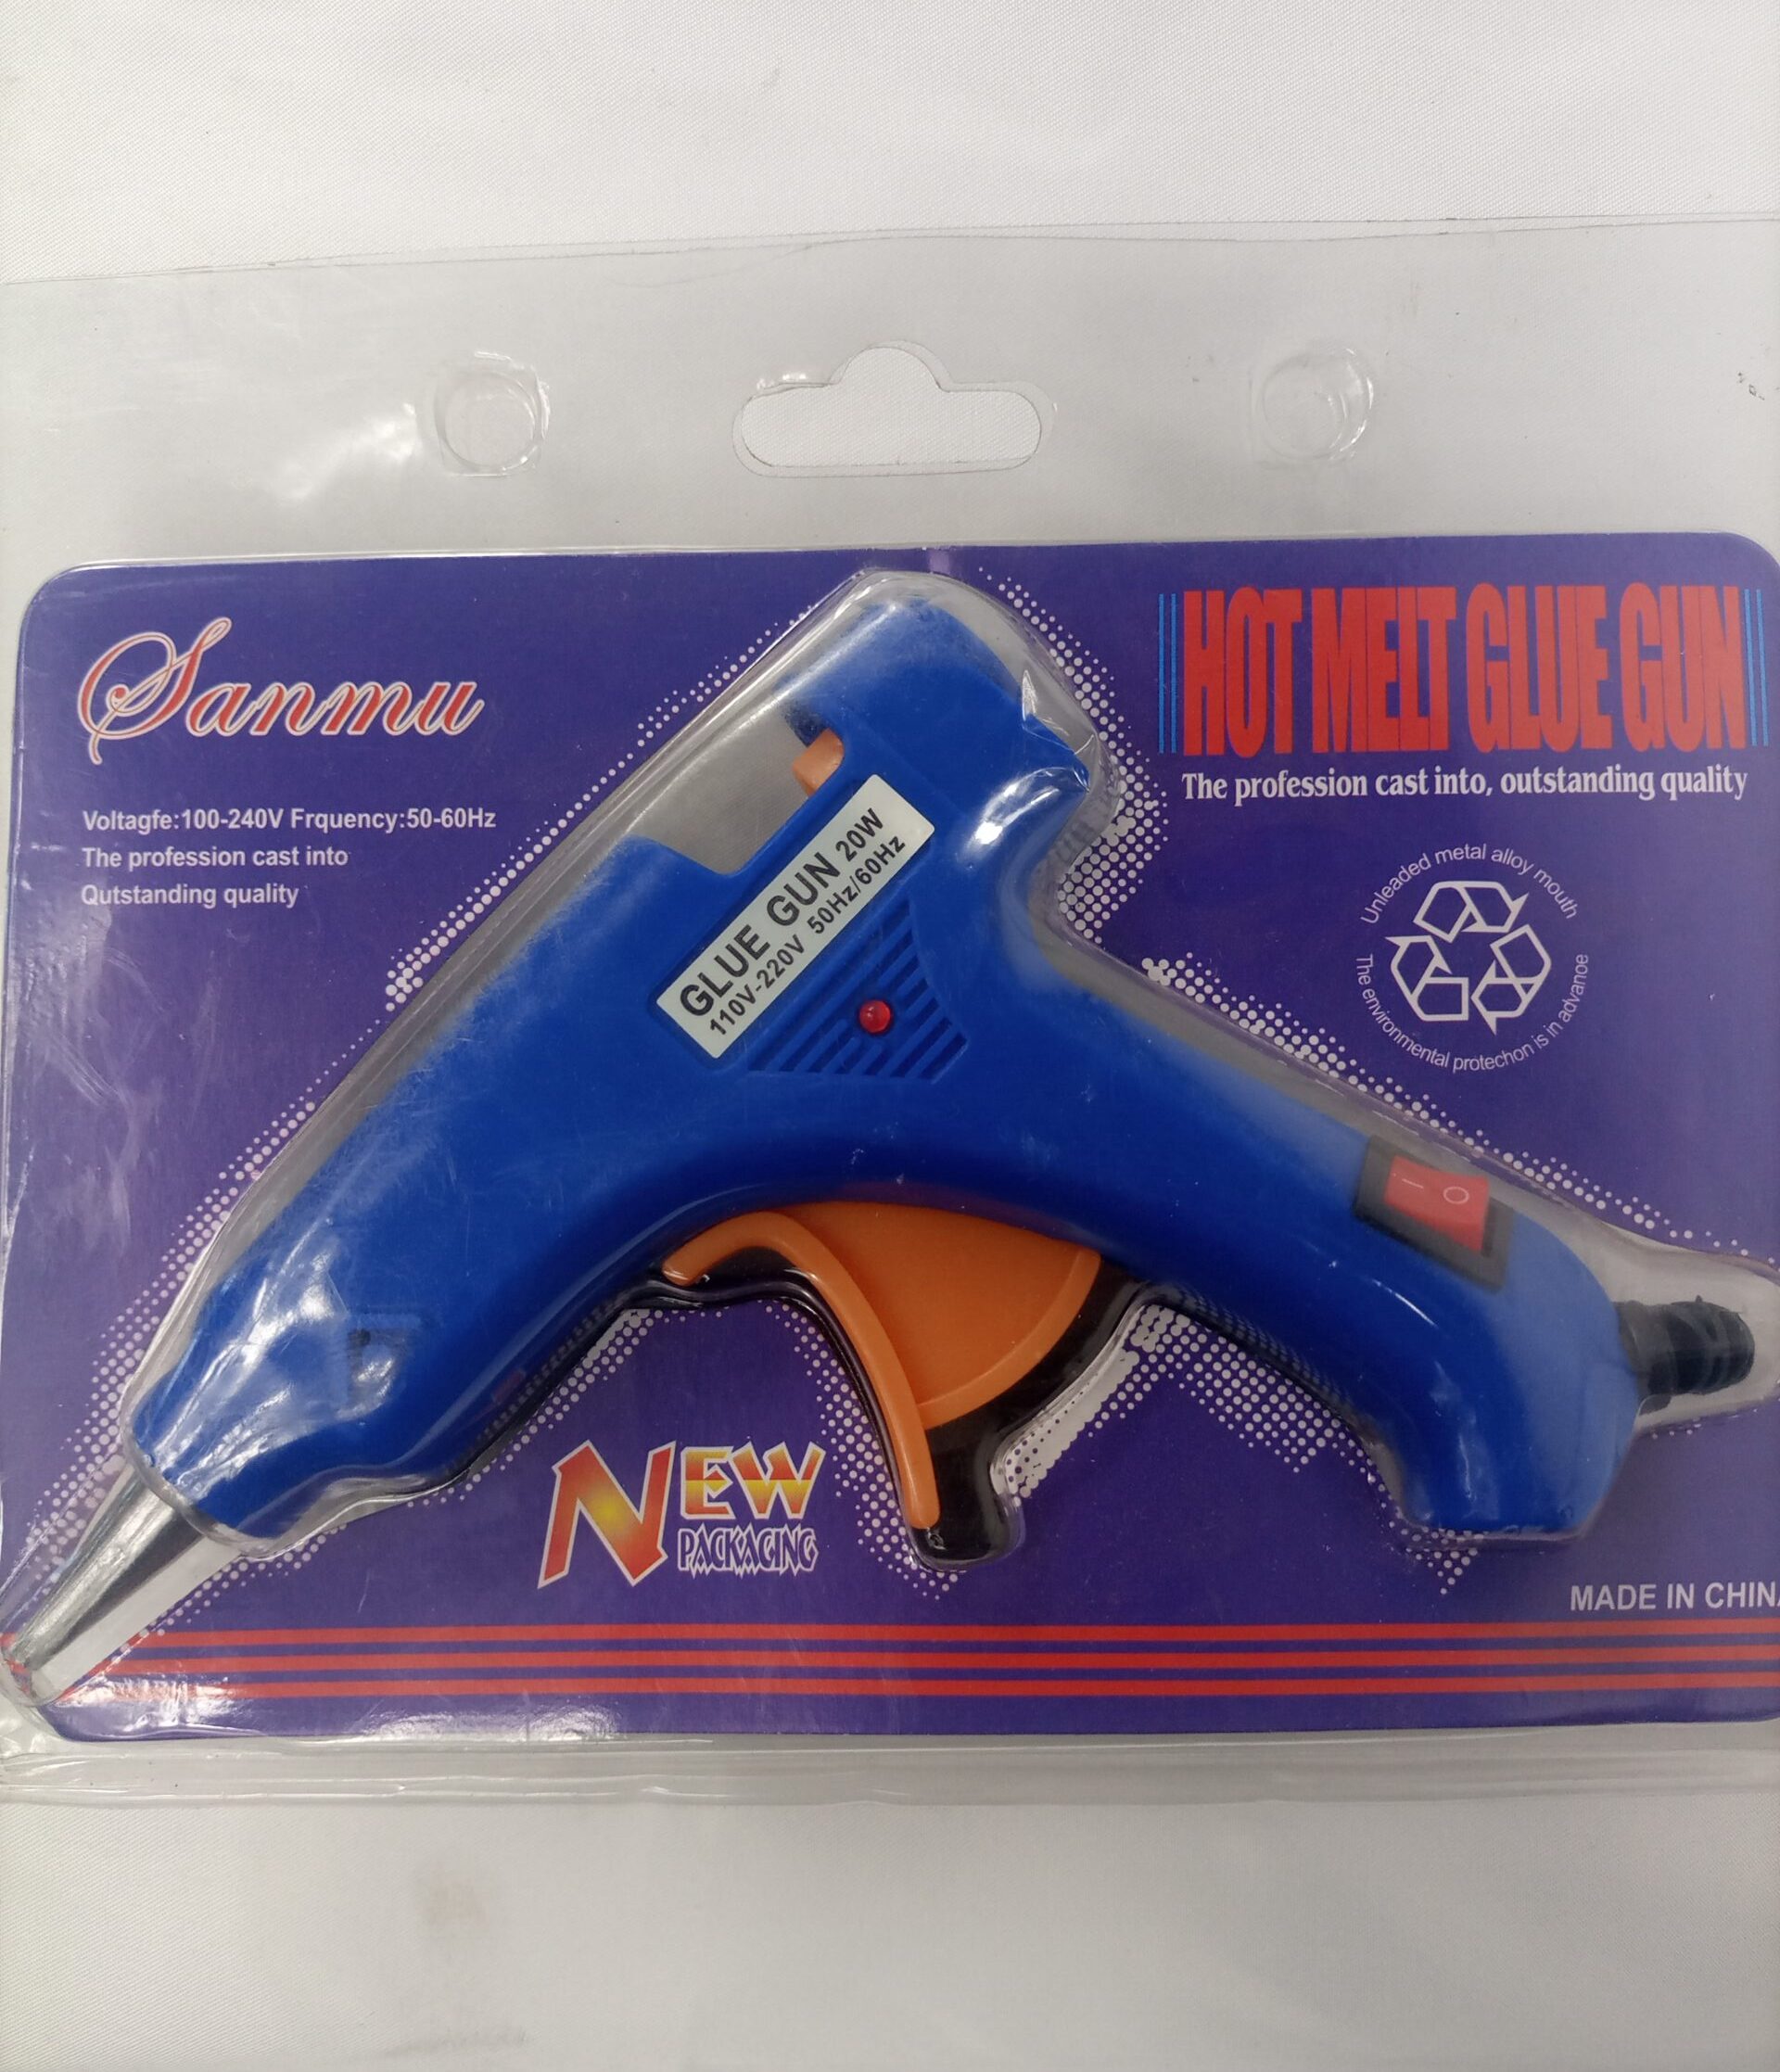 Sanmu
HOT MELT GLUE GUN
The profession cast into, outstanding quality
Voltagfe:100-240V Frquency:50-60Hz
The profession cast into
Qutstanding quality
GLUE GUN 20W
110V-220V 50Hz/60Hz
Unleaded metal alloy mouth
The environmental protechon is in advanoe
NEW
PACKAGING
MADE IN CHINA